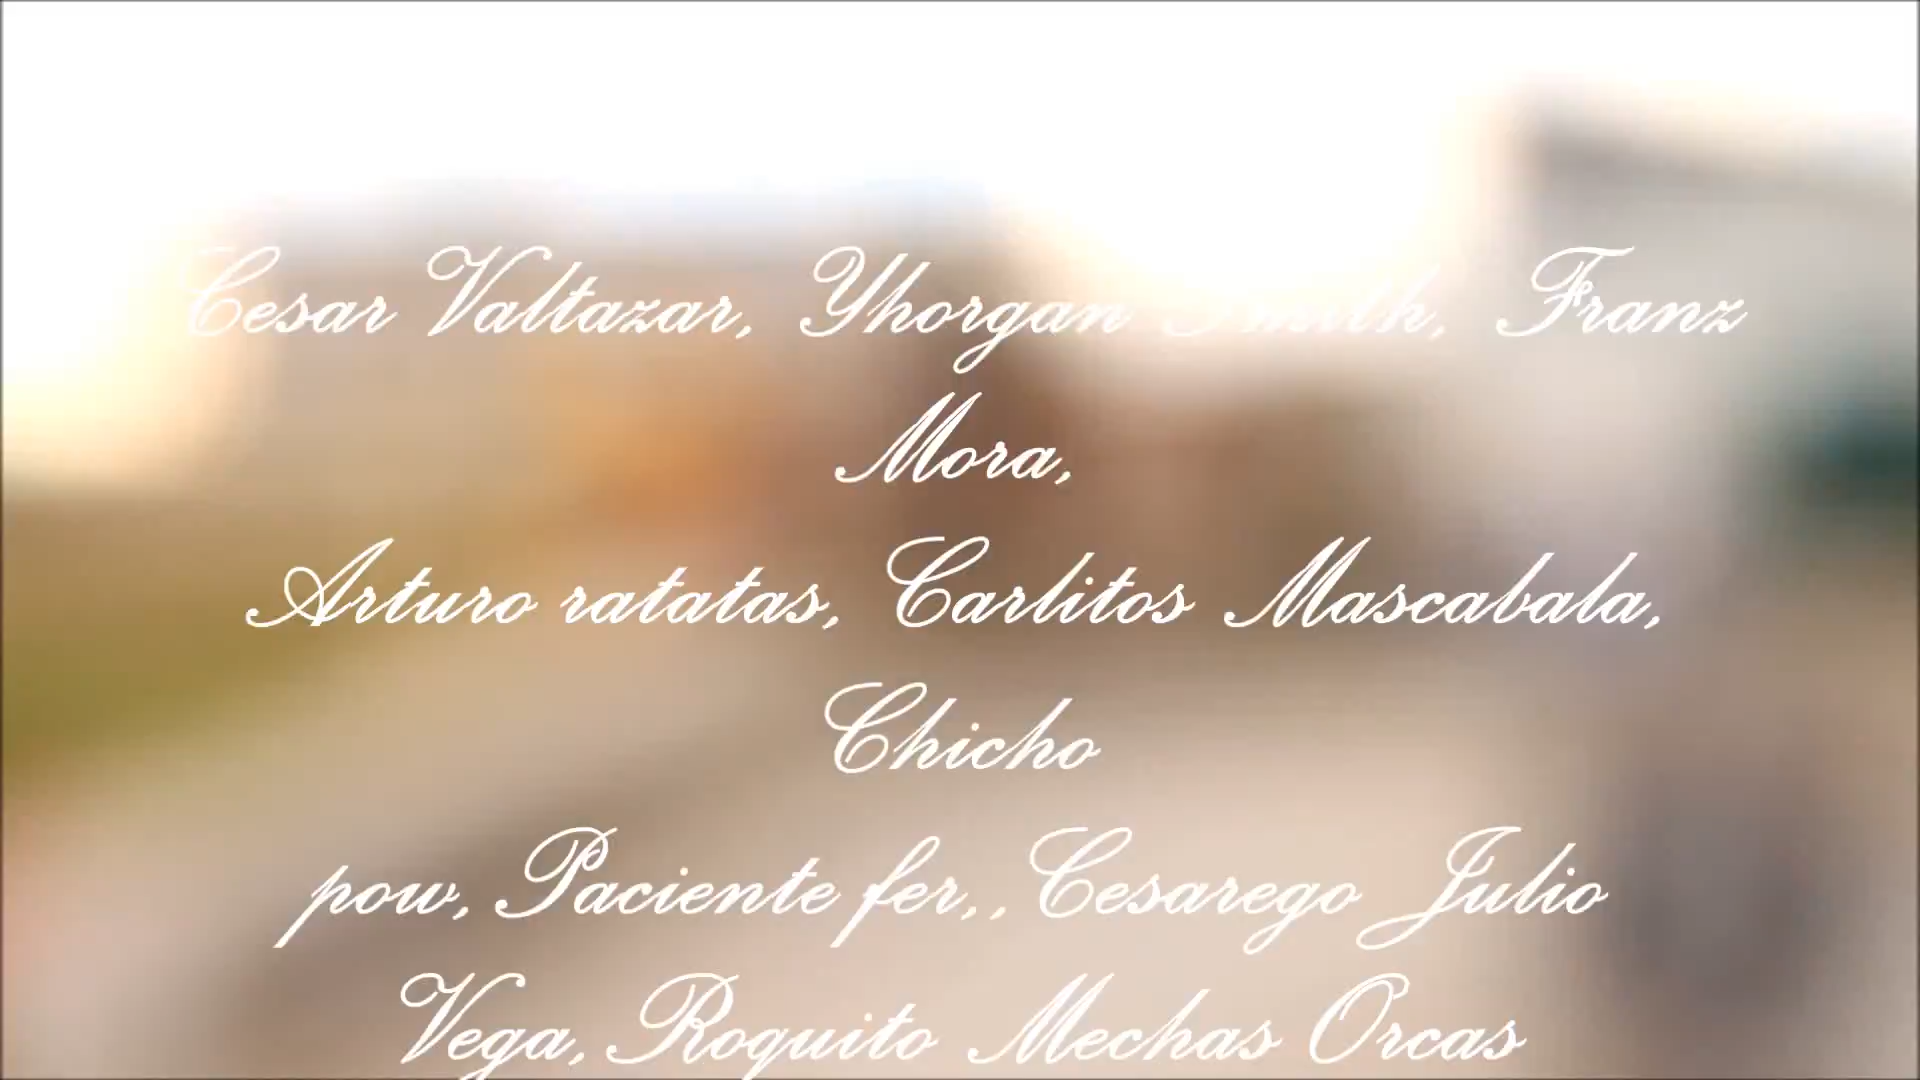 Cesar Valtazar, Yhorgan Smith, Franz
Mora,
Arturo ratatas, Carlitos Mascabala,
Chicho
pow, Paciente fer,,Cesarego Julio
Vega,Roquito Mechas Orcas